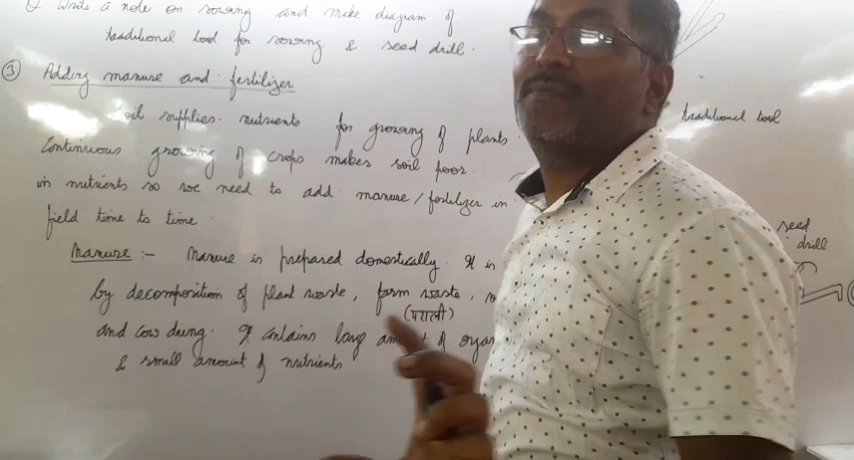 Q Write a note on sowing and make diagram of
traditional tool for sowing & seed drill.
③ Adding manure and fertilizer
Soil supplies nutrients for growing of plants
Continuous growing of crops makes soil poor
in nutrients so we need to add manure / fertilizer in
field time to time
Manure :- Manure is prepared domestically. It is
by decomposition of plant waste, farm waste,
(पराली)
and cow dung. It contains large of
& small amount of nutrients
traditional tool
seed
drill